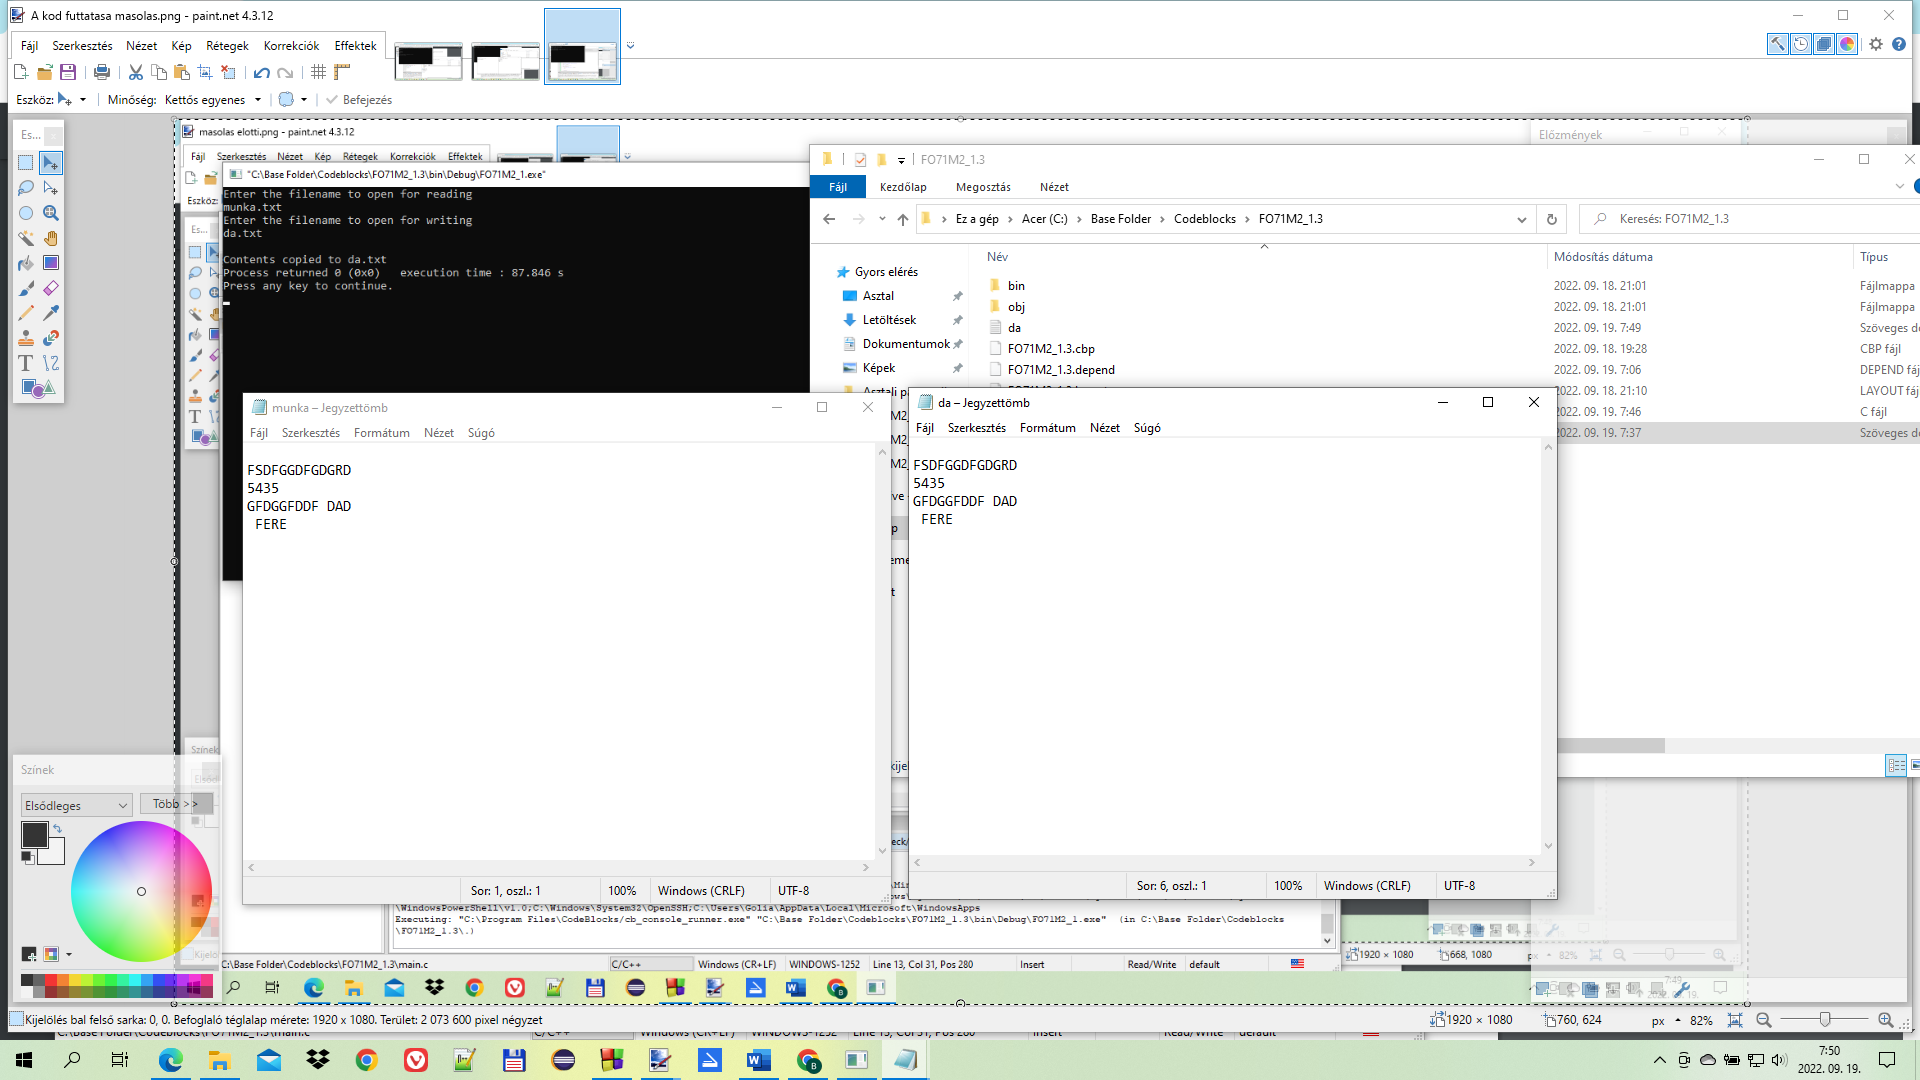 A kod futtatasa masolas.png - paint.net 4.3.12
Fájl Szerkesztés Nézet Kép Rétegek Korrekciók Effektek
Eszköz: Minőség: Kettős egyenes Befejezés
Es...
masolas elotti.png - paint.net 4.3.12
Fájl Szerkesztés Nézet Kép Rétegek Korrekciók Effektek
Eszköz:
Es...
"C:\Base Folder\Codeblocks\FO71M2_1.3\bin\Debug\FO71M2_1.exe"
Enter the filename to open for reading
munka.txt
Enter the filename to open for writing
da.txt
Contents copied to da.txt
Process returned 0 (0x0) execution time : 87.846 s
Press any key to continue.
Előzmények
FO71M2_1.3
Fájl Kezdőlap Megosztás Nézet
Ez a gép Acer (C:) Base Folder Codeblocks FO71M2_1.3
Keresés: FO71M2_1.3
Név Módosítás dátuma Típus
Gyors elérés
Asztal
Letöltések
Dokumentumok
Képek
bin 2022. 09. 18. 21:01 Fájlmappa
obj 2022. 09. 18. 21:01 Fájlmappa
da 2022. 09. 19. 7:49 Szöveges d
FO71M2_1.3.cbp 2022. 09. 18. 19:28 CBP fájl
FO71M2_1.3.depend 2022. 09. 19. 7:06 DEPEND fáj
2022. 09. 18. 21:10 LAYOUT fáj
2022. 09. 19. 7:46 C fájl
2022. 09. 19. 7:37 Szöveges d
munka – Jegyzettömb
Fájl Szerkesztés Formátum Nézet Súgó
FSDFGGDFGDGRD
5435
GFDGGFDDF DAD
FERE
Sor: 1, oszl.: 1 100% Windows (CRLF) UTF-8
da – Jegyzettömb
Fájl Szerkesztés Formátum Nézet Súgó
FSDFGGDFGDGRD
5435
GFDGGFDDF DAD
FERE
Sor: 6, oszl.: 1 100% Windows (CRLF) UTF-8
Színek
Elsődleges Több >>
Színek
\WindowsPowerShell\v1.0;C:\Windows\System32\OpenSSH;C:\Users\Golia\AppData\Local\Microsoft\WindowsApps
Executing: "C:\Program Files\CodeBlocks/cb_console_runner.exe" "C:\Base Folder\Codeblocks\FO71M2_1.3\bin\Debug\FO71M2_1.exe" (in C:\Base Folder\Codeblocks
\FO71M2_1.3\.)
C:\Base Folder\Codeblocks\FO71M2_1.3\main.c C/C++ Windows (CR+LF) WINDOWS-1252 Line 13, Col 31, Pos 280 Insert Read/Write default
1920 × 1080 668, 1080 px 82%
Kijelölés bal felső sarka: 0, 0. Befoglaló téglalap mérete: 1920 x 1080. Terület: 2 073 600 pixel négyzet
1920 × 1080 760, 624 px 82%
7:50
2022. 09. 19.